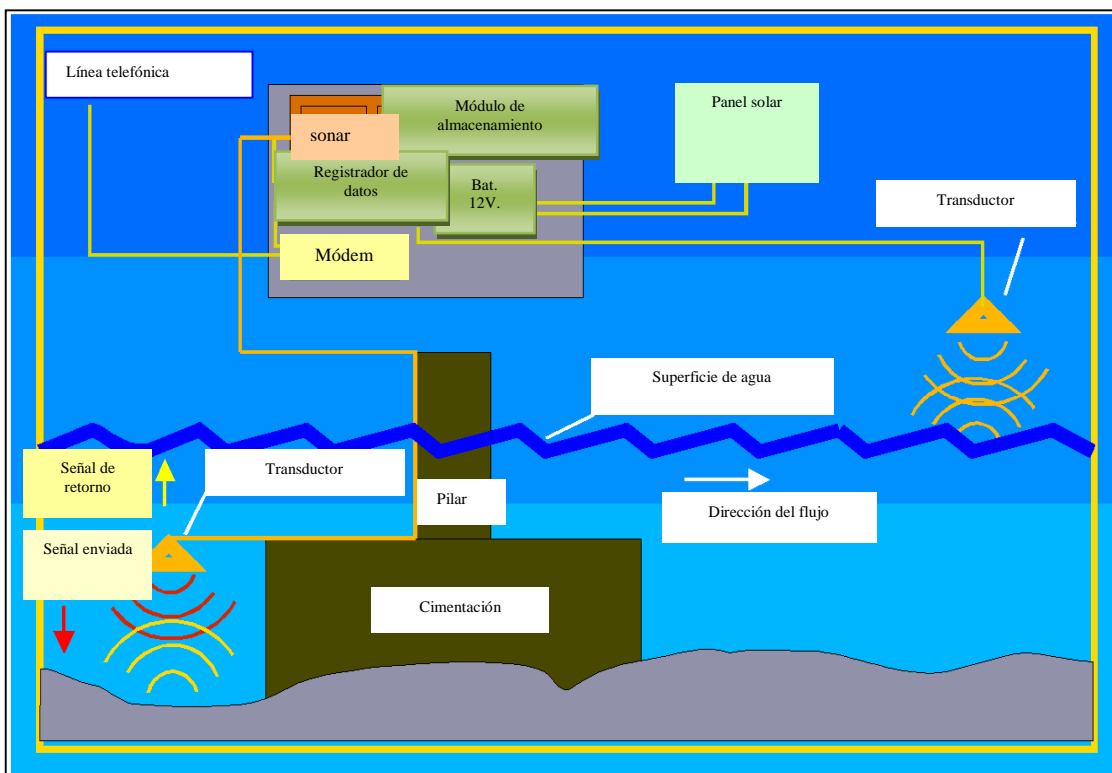 Línea telefónica
Módulo de
almacenamiento
Panel solar
sonar
Registrador de
datos
Bat.
12V.
Transductor
Módem
Superficie de agua
Señal de
retorno
Transductor
Pilar
Dirección del flujo
Señal enviada
Cimentación